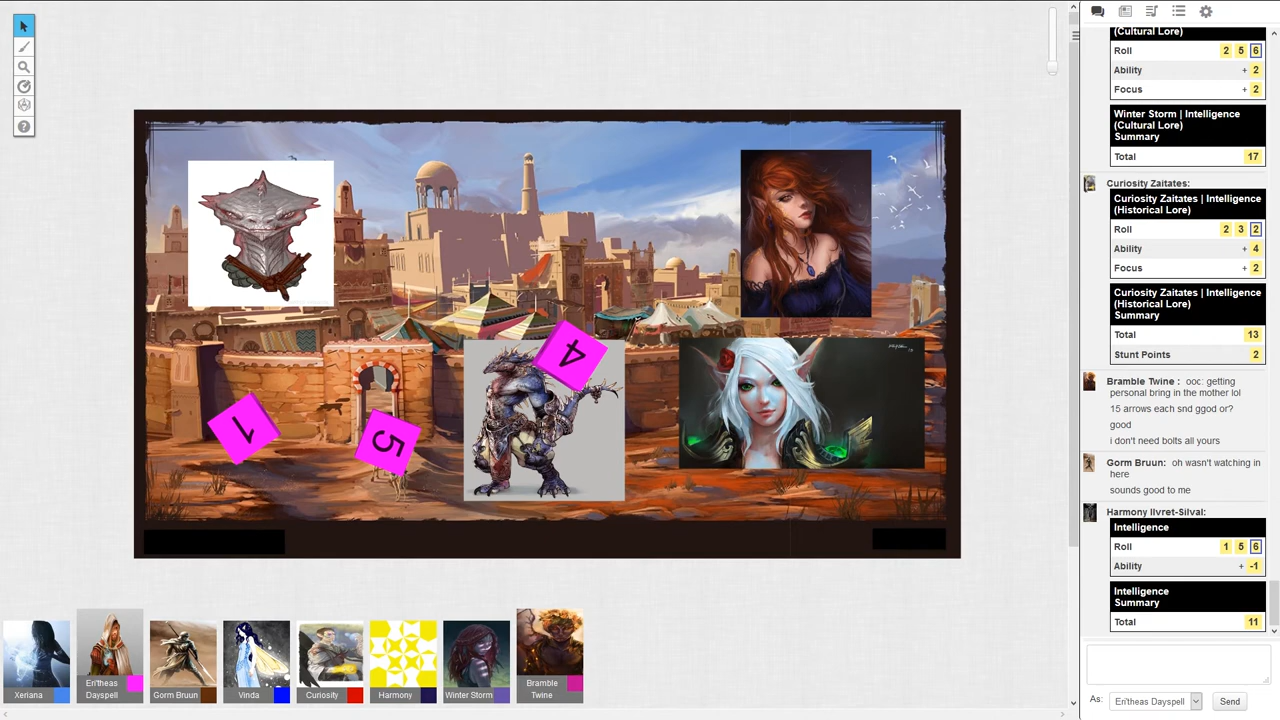 (Cultural Lore)
Roll 2 5 6
Ability + 2
Focus + 2
Winter Storm | Intelligence
(Cultural Lore)
Summary
Total 17
Curiosity Zaitates:
Curiosity Zaitates | Intelligence
(Historical Lore)
Roll 2 3 2
Ability + 4
Focus + 2
Curiosity Zaitates | Intelligence
(Historical Lore)
Summary
Total 13
Stunt Points 2
Bramble Twine : ooc: getting
personal bring in the mother lol
15 arrows each snd ggod or?
good
i don't need bolts all yours
Gorm Bruun: oh wasn't watching in
here
sounds good to me
Harmony Ilvret-Silval:
Intelligence
Roll 1 5 6
Ability + -1
Intelligence
Summary
Total 11
As: Eri'theas Dayspell Send
4
1
5
Xeriana
Eri'theas
Dayspell
Gorm Bruun
Vinda
Curiosity
Harmony
Winter Storm
Bramble
Twine